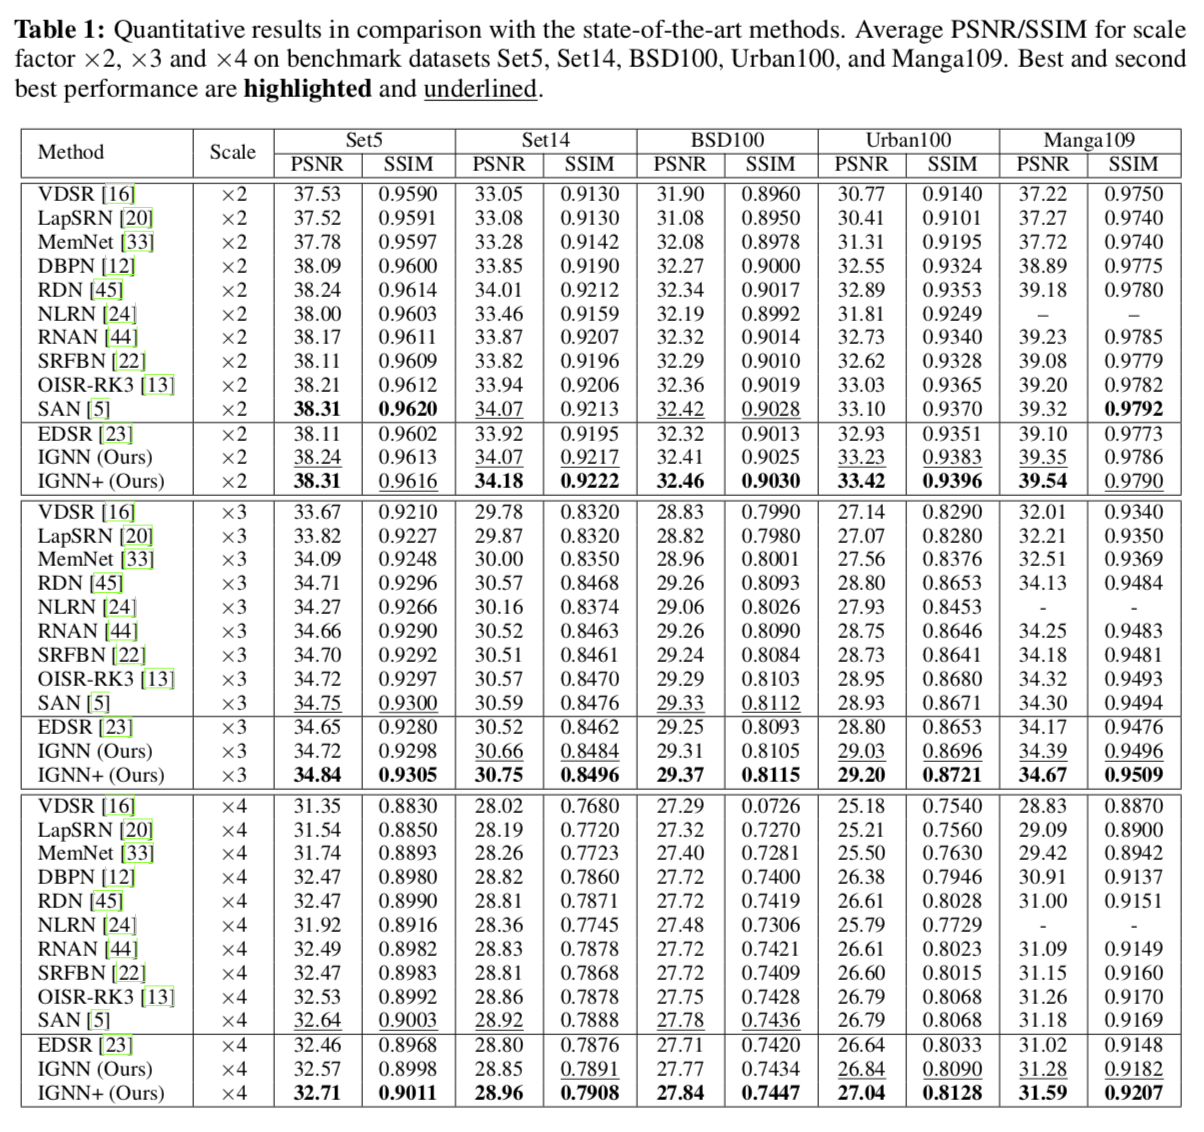 Table 1: Quantitative results in comparison with the state-of-the-art methods. Average PSNR/SSIM for scale
factor ×2, ×3 and ×4 on benchmark datasets Set5, Set14, BSD100, Urban100, and Manga109. Best and second
best performance are highlighted and underlined.
Method Scale Set5 Set14 BSD100 Urban100 Manga109
PSNR SSIM PSNR SSIM PSNR SSIM PSNR SSIM PSNR SSIM
VDSR [16] ×2 37.53 0.9590 33.05 0.9130 31.90 0.8960 30.77 0.9140 37.22 0.9750
LapSRN [20] ×2 37.52 0.9591 33.08 0.9130 31.08 0.8950 30.41 0.9101 37.27 0.9740
MemNet [33] ×2 37.78 0.9597 33.28 0.9142 32.08 0.8978 31.31 0.9195 37.72 0.9740
DBPN [12] ×2 38.09 0.9600 33.85 0.9190 32.27 0.9000 32.55 0.9324 38.89 0.9775
RDN [45] ×2 38.24 0.9614 34.01 0.9212 32.34 0.9017 32.89 0.9353 39.18 0.9780
NLRN [24] ×2 38.00 0.9603 33.46 0.9159 32.19 0.8992 31.81 0.9249 – –
RNAN [44] ×2 38.17 0.9611 33.87 0.9207 32.32 0.9014 32.73 0.9340 39.23 0.9785
SRFBN [22] ×2 38.11 0.9609 33.82 0.9196 32.29 0.9010 32.62 0.9328 39.08 0.9779
OISR-RK3 [13] ×2 38.21 0.9612 33.94 0.9206 32.36 0.9019 33.03 0.9365 39.20 0.9782
SAN [5] ×2 38.31 0.9620 34.07 0.9213 32.42 0.9028 33.10 0.9370 39.32 0.9792
EDSR [23] ×2 38.11 0.9602 33.92 0.9195 32.32 0.9013 32.93 0.9351 39.10 0.9773
IGNN (Ours) ×2 38.24 0.9613 34.07 0.9217 32.41 0.9025 33.23 0.9383 39.35 0.9786
IGNN+ (Ours) ×2 38.31 0.9616 34.18 0.9222 32.46 0.9030 33.42 0.9396 39.54 0.9790
VDSR [16] ×3 33.67 0.9210 29.78 0.8320 28.83 0.7990 27.14 0.8290 32.01 0.9340
LapSRN [20] ×3 33.82 0.9227 29.87 0.8320 28.82 0.7980 27.07 0.8280 32.21 0.9350
MemNet [33] ×3 34.09 0.9248 30.00 0.8350 28.96 0.8001 27.56 0.8376 32.51 0.9369
RDN [45] ×3 34.71 0.9296 30.57 0.8468 29.26 0.8093 28.80 0.8653 34.13 0.9484
NLRN [24] ×3 34.27 0.9266 30.16 0.8374 29.06 0.8026 27.93 0.8453 - -
RNAN [44] ×3 34.66 0.9290 30.52 0.8463 29.26 0.8090 28.75 0.8646 34.25 0.9483
SRFBN [22] ×3 34.70 0.9292 30.51 0.8461 29.24 0.8084 28.73 0.8641 34.18 0.9481
OISR-RK3 [13] ×3 34.72 0.9297 30.57 0.8470 29.29 0.8103 28.95 0.8680 34.32 0.9493
SAN [5] ×3 34.75 0.9300 30.59 0.8476 29.33 0.8112 28.93 0.8671 34.30 0.9494
EDSR [23] ×3 34.65 0.9280 30.52 0.8462 29.25 0.8093 28.80 0.8653 34.17 0.9476
IGNN (Ours) ×3 34.72 0.9298 30.66 0.8484 29.31 0.8105 29.03 0.8696 34.39 0.9496
IGNN+ (Ours) ×3 34.84 0.9305 30.75 0.8496 29.37 0.8115 29.20 0.8721 34.67 0.9509
VDSR [16] ×4 31.35 0.8830 28.02 0.7680 27.29 0.0726 25.18 0.7540 28.83 0.8870
LapSRN [20] ×4 31.54 0.8850 28.19 0.7720 27.32 0.7270 25.21 0.7560 29.09 0.8900
MemNet [33] ×4 31.74 0.8893 28.26 0.7723 27.40 0.7281 25.50 0.7630 29.42 0.8942
DBPN [12] ×4 32.47 0.8980 28.82 0.7860 27.72 0.7400 26.38 0.7946 30.91 0.9137
RDN [45] ×4 32.47 0.8990 28.81 0.7871 27.72 0.7419 26.61 0.8028 31.00 0.9151
NLRN [24] ×4 31.92 0.8916 28.36 0.7745 27.48 0.7306 25.79 0.7729 - -
RNAN [44] ×4 32.49 0.8982 28.83 0.7878 27.72 0.7421 26.61 0.8023 31.09 0.9149
SRFBN [22] ×4 32.47 0.8983 28.81 0.7868 27.72 0.7409 26.60 0.8015 31.15 0.9160
OISR-RK3 [13] ×4 32.53 0.8992 28.86 0.7878 27.75 0.7428 26.79 0.8068 31.26 0.9170
SAN [5] ×4 32.64 0.9003 28.92 0.7888 27.78 0.7436 26.79 0.8068 31.18 0.9169
EDSR [23] ×4 32.46 0.8968 28.80 0.7876 27.71 0.7420 26.64 0.8033 31.02 0.9148
IGNN (Ours) ×4 32.57 0.8998 28.85 0.7891 27.77 0.7434 26.84 0.8090 31.28 0.9182
IGNN+ (Ours) ×4 32.71 0.9011 28.96 0.7908 27.84 0.7447 27.04 0.8128 31.59 0.9207